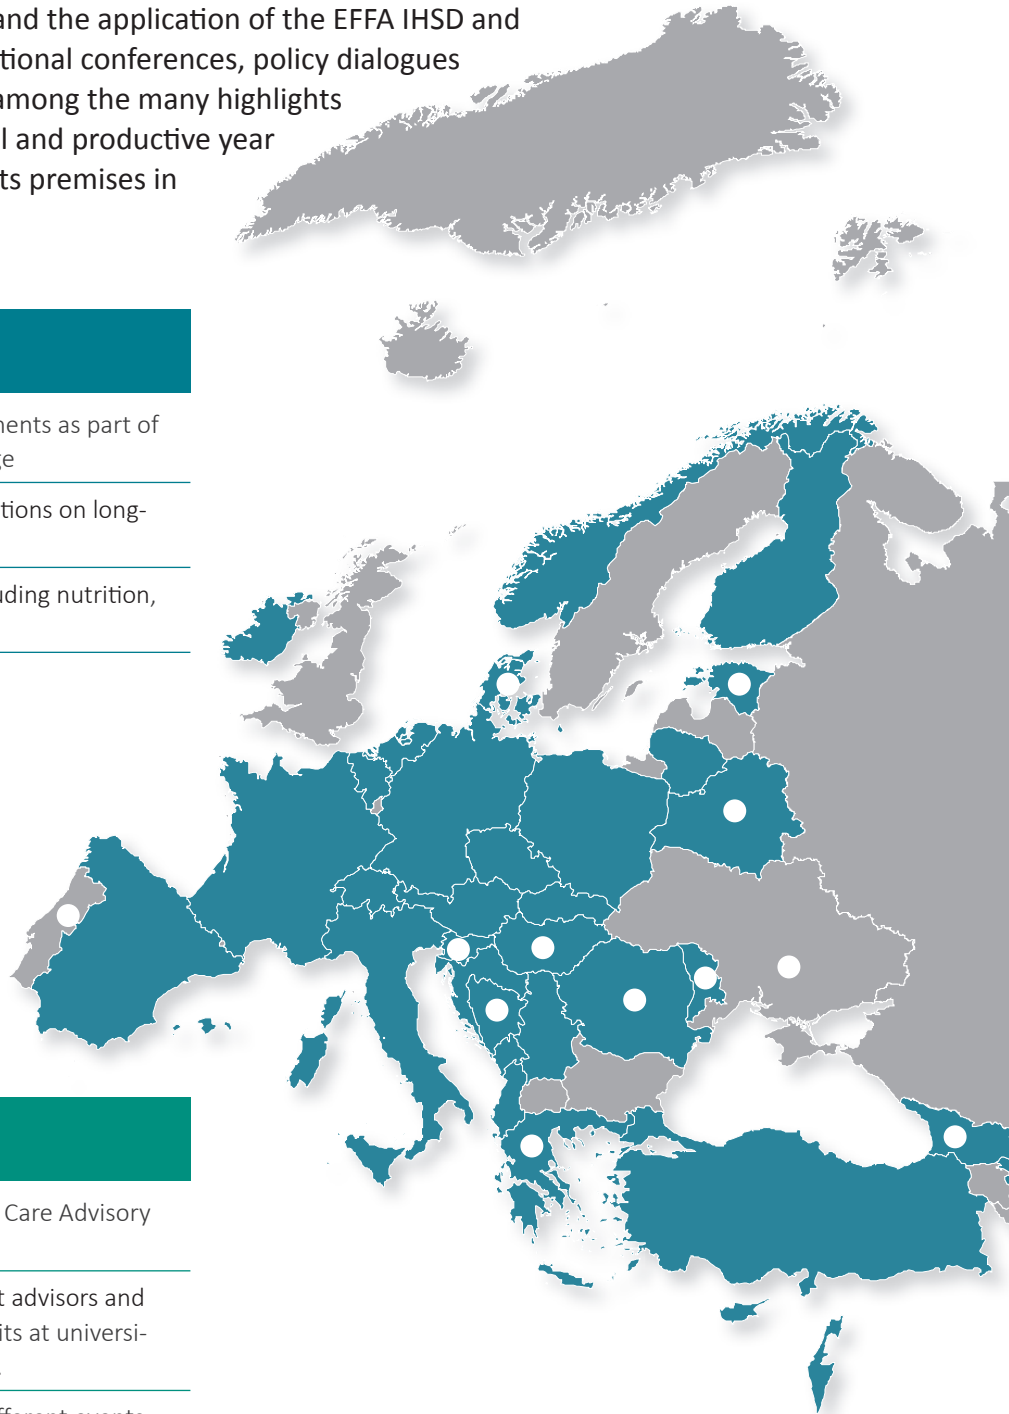 and the application of the EFFA IHSD and
tional conferences, policy dialogues
among the many highlights
l and productive year
ts premises in
nents as part of
ge
tions on long-
uding nutrition,
Care Advisory
t advisors and
its at universi-
fferent events